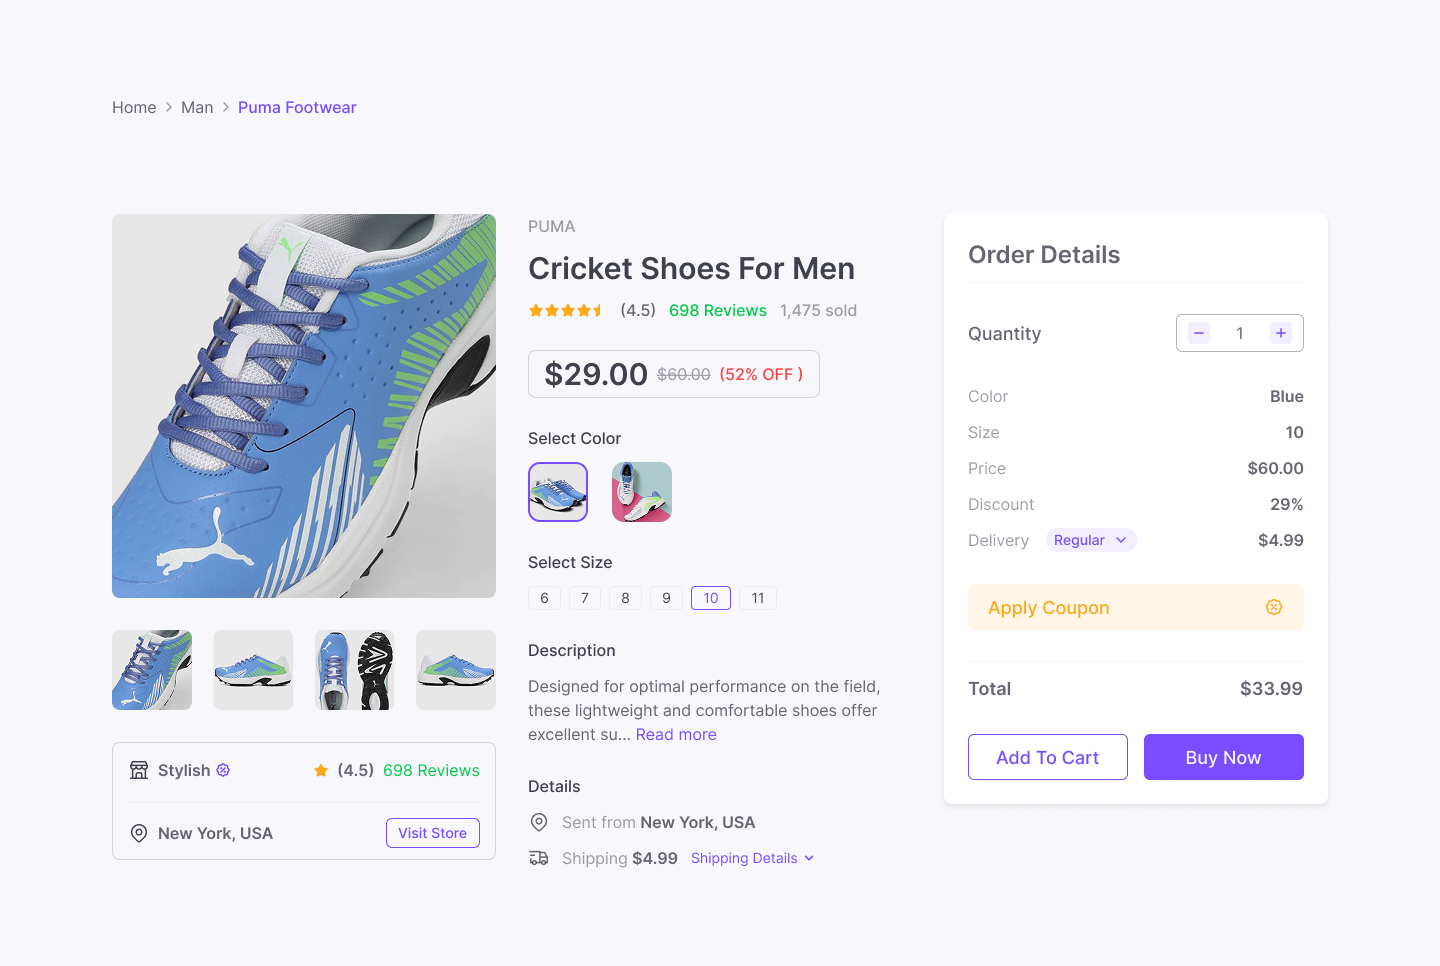 Home > Man > Puma Footwear
PUMA
Cricket Shoes For Men
(4.5) 698 Reviews 1,475 sold
$29.00 $60.00 (52% OFF )
Select Color
Select Size
6 7 8 9 10 11
Description
Designed for optimal performance on the field,
these lightweight and comfortable shoes offer
excellent su... Read more
Details
Sent from New York, USA
Shipping $4.99 Shipping Details
Stylish (4.5) 698 Reviews
New York, USA Visit Store
Order Details
Quantity − 1 +
Color Blue
Size 10
Price $60.00
Discount 29%
Delivery Regular $4.99
Apply Coupon
Total $33.99
Add To Cart Buy Now